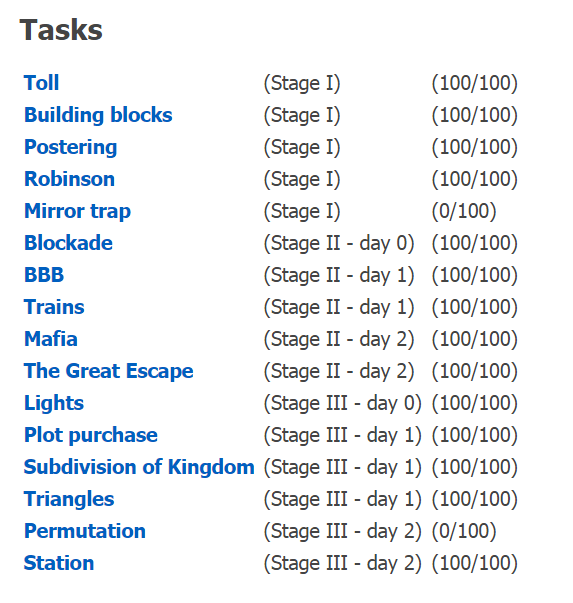 Tasks
Toll (Stage I) (100/100)
Building blocks (Stage I) (100/100)
Postering (Stage I) (100/100)
Robinson (Stage I) (100/100)
Mirror trap (Stage I) (0/100)
Blockade (Stage II - day 0) (100/100)
BBB (Stage II - day 1) (100/100)
Trains (Stage II - day 1) (100/100)
Mafia (Stage II - day 2) (100/100)
The Great Escape (Stage II - day 2) (100/100)
Lights (Stage III - day 0) (100/100)
Plot purchase (Stage III - day 1) (100/100)
Subdivision of Kingdom (Stage III - day 1) (100/100)
Triangles (Stage III - day 1) (100/100)
Permutation (Stage III - day 2) (0/100)
Station (Stage III - day 2) (100/100)